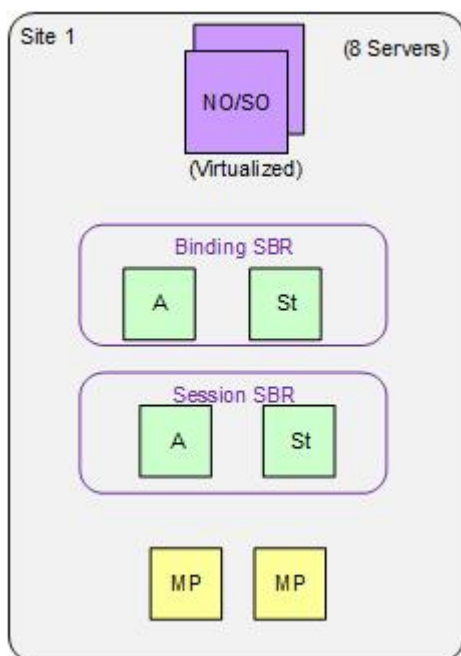 Site 1
(8 Servers)
NO/SO
(Virtualized)
Binding SBR
A St
Session SBR
A St
MP MP